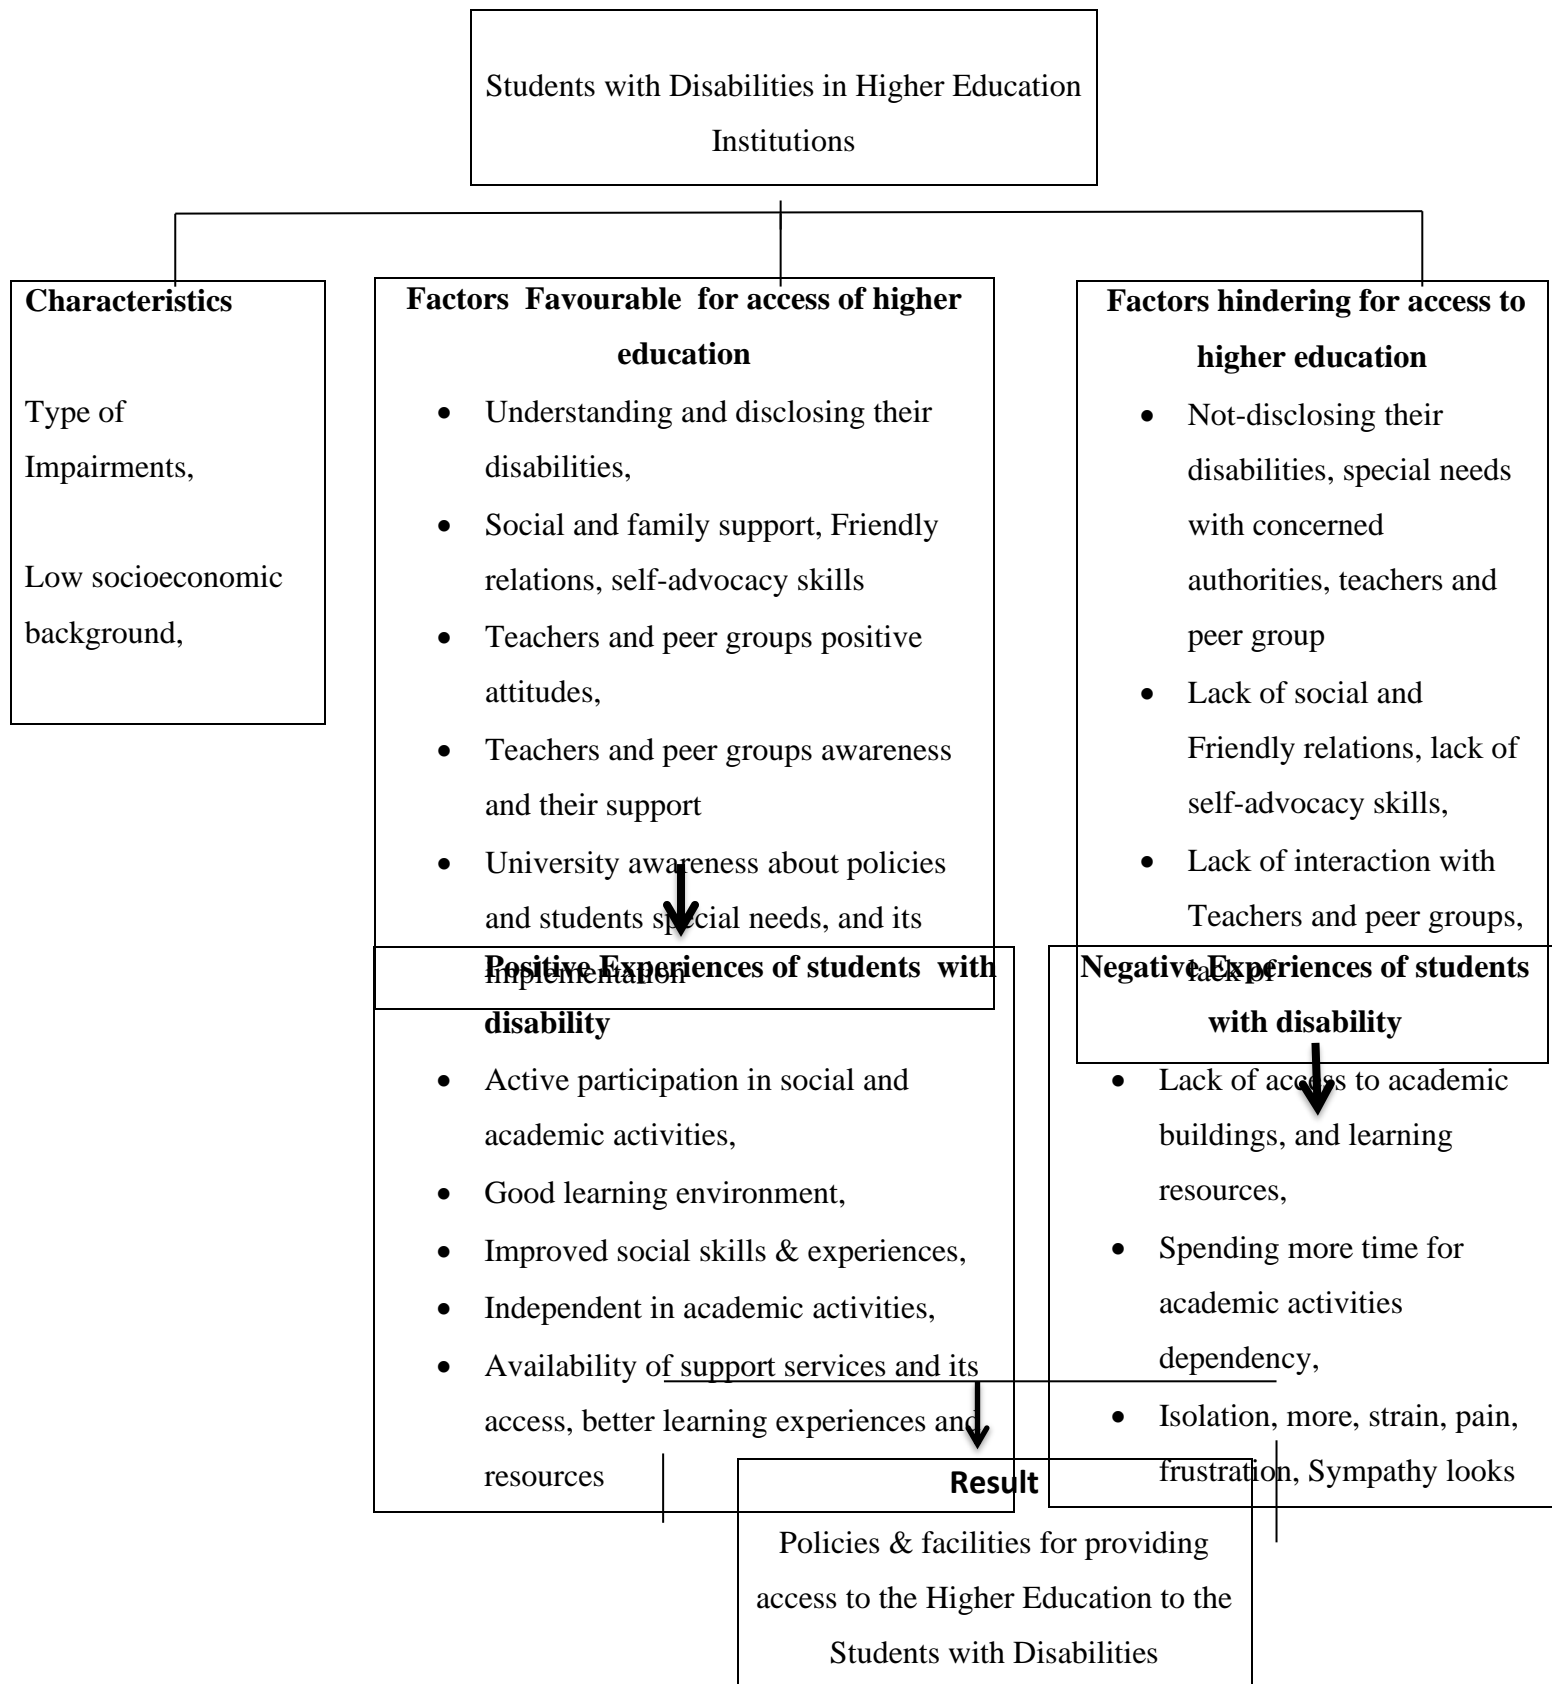 Students with Disabilities in Higher Education
Institutions
Characteristics
Type of
Impairments,
Low socioeconomic
background,
Factors Favourable for access of higher
education
• Understanding and disclosing their
disabilities,
• Social and family support, Friendly
relations, self-advocacy skills
• Teachers and peer groups positive
attitudes,
• Teachers and peer groups awareness
and their support
• University awareness about policies
and students special needs, and its
implementation
Factors hindering for access to
higher education
• Not-disclosing their
disabilities, special needs
with concerned
authorities, teachers and
peer group
• Lack of social and
Friendly relations, lack of
self-advocacy skills,
• Lack of interaction with
Teachers and peer groups,
lack of
Positive Experiences of students with
disability
• Active participation in social and
academic activities,
• Good learning environment,
• Improved social skills & experiences,
• Independent in academic activities,
• Availability of support services and its
access, better learning experiences and
resources
Negative Experiences of students
with disability
• Lack of access to academic
buildings, and learning
resources,
• Spending more time for
academic activities
dependency,
• Isolation, more, strain, pain,
frustration, Sympathy looks
Result
Policies & facilities for providing
access to the Higher Education to the
Students with Disabilities